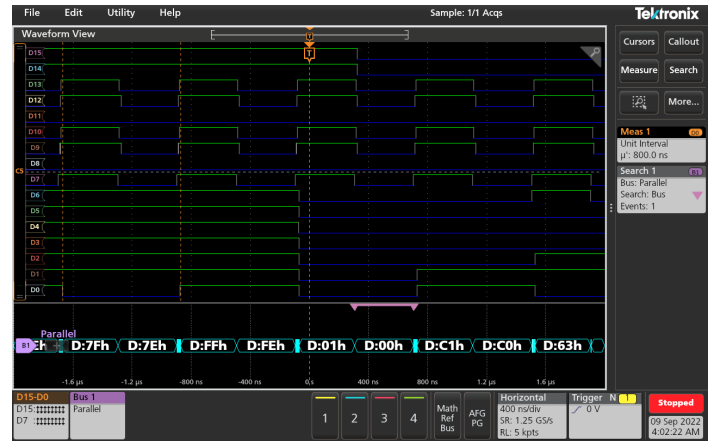 File Edit Utility Help Sample: 1/1 Acqs Tektronix
Waveform View
T
T
Cursors Callout
Measure Search
More...
D15
D14
D13
D12
D11
D10
D9
D8
D7
D6
D5
D4
D3
D2
D1
D0
C5
Meas 1 D0
Unit Interval
µ': 800.0 ns
Search 1 B1
Bus: Parallel
Search: Bus
Events: 1
Parallel
B1 Eh D:7Fh D:7Eh D:FFh D:FEh D:01h D:00h D:C1h D:C0h D:63h
-1.6 µs -1.2 µs -800 ns -400 ns 0 s 400 ns 800 ns 1.2 µs 1.6 µs
D15-D0
D15:
D7 :
Bus 1
Parallel
1 2 3 4
Math
Ref
Bus
AFG
PG
Horizontal
400 ns/div
SR: 1.25 GS/s
RL: 5 kpts
Trigger N 1
0 V
Stopped
09 Sep 2022
4:02:22 AM